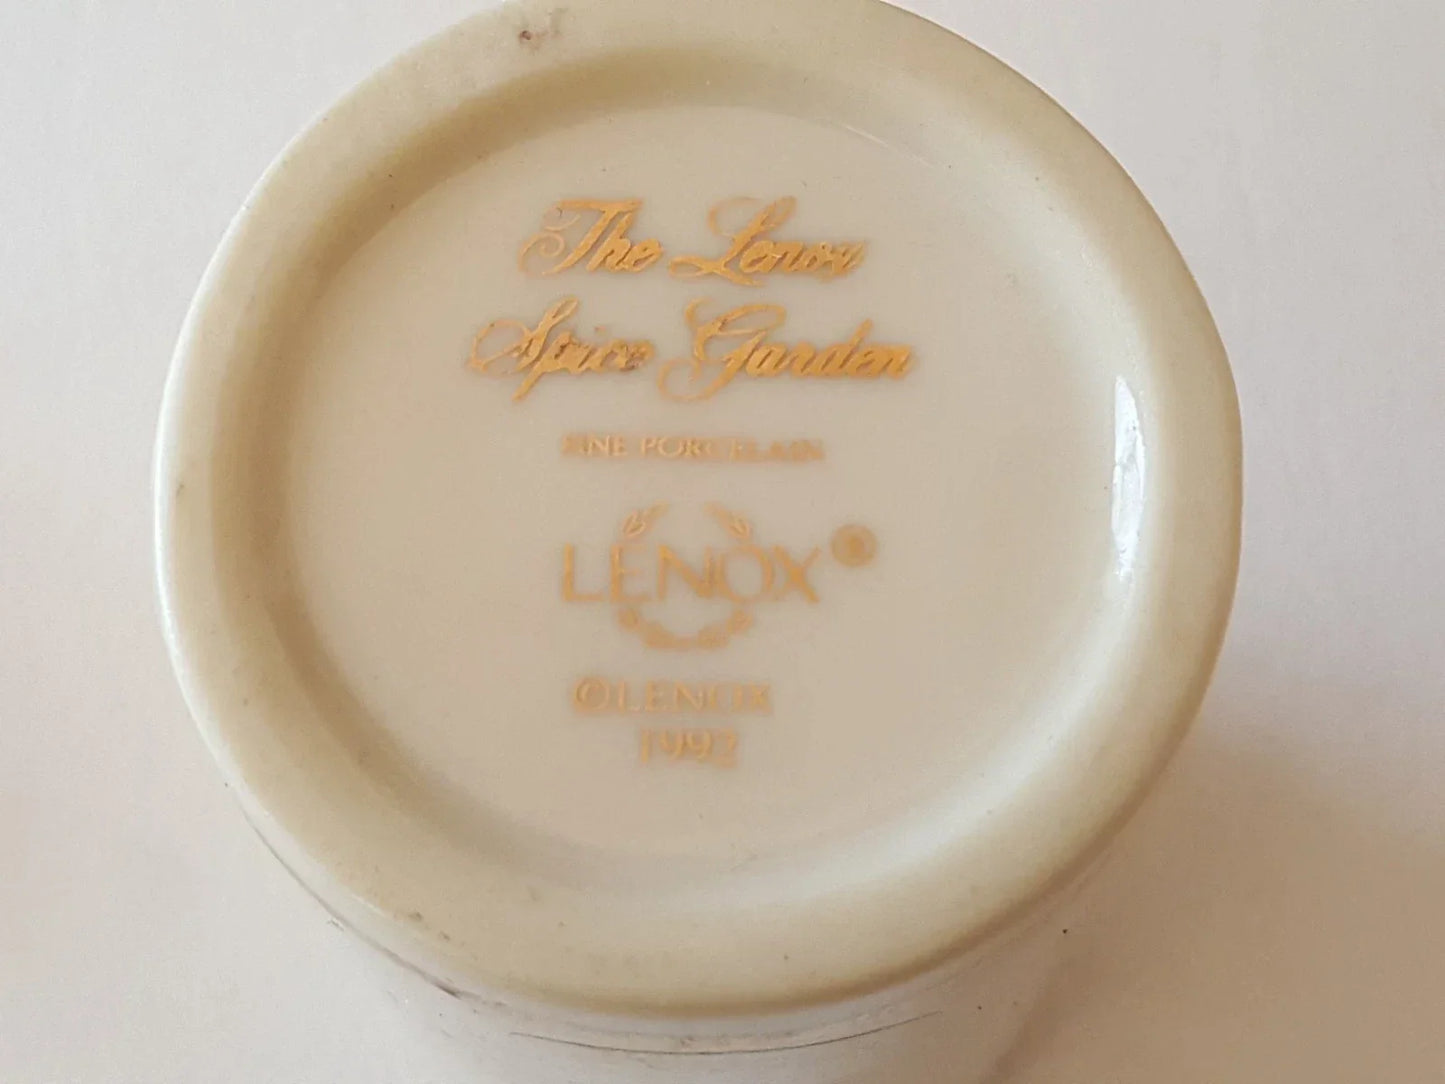 The Lenox
Spice Garden
FINE PORCELAIN
LENOX®
©LENOX
1992